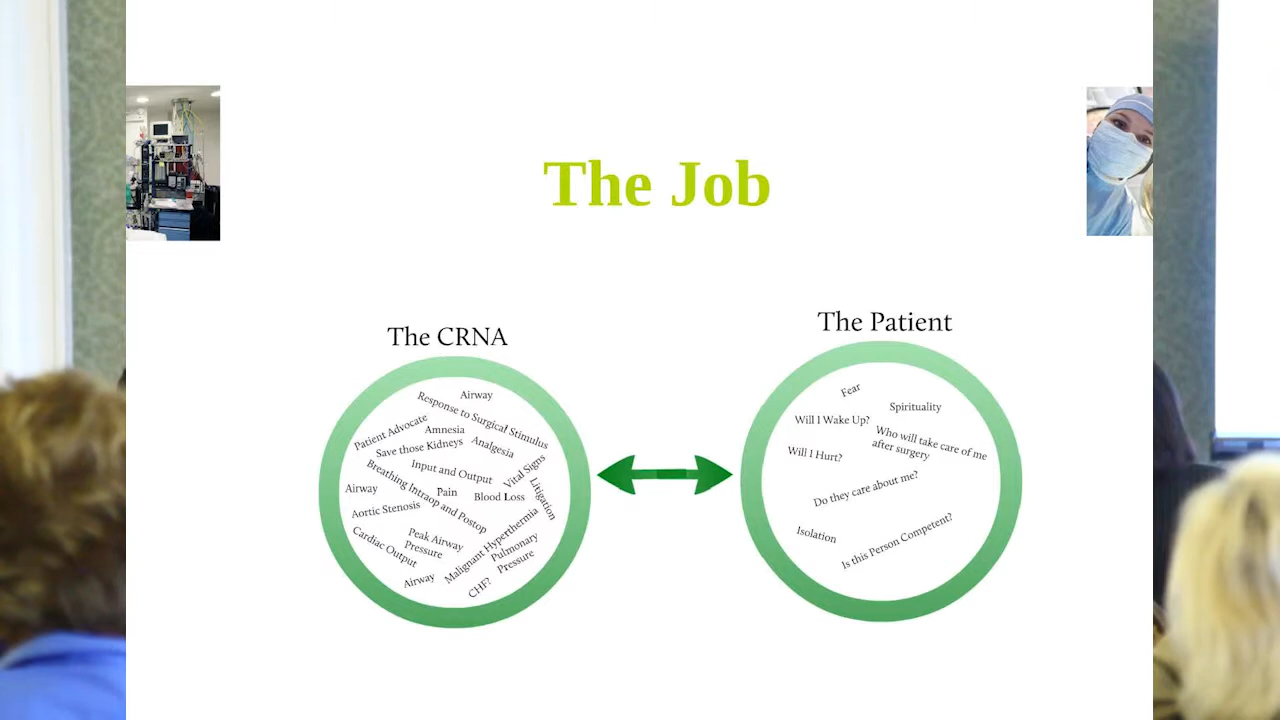 The Job
The CRNA
Airway
Response to Surgical Stimulus
Patient Advocate
Amnesia
Save those Kidneys
Analgesia
Input and Output
Vital Signs
Breathing Intraop and Postop
Airway
Pain
Blood Loss
Litigation
Aortic Stenosis
Peak Airway
Pressure
Malignant Hyperthermia
Cardiac Output
Pulmonary
Pressure
Airway
CHF?
The Patient
Fear
Spirituality
Will I Wake Up?
Who will take care of me
after surgery
Will I Hurt?
Do they care about me?
Isolation
Is this Person Competent?